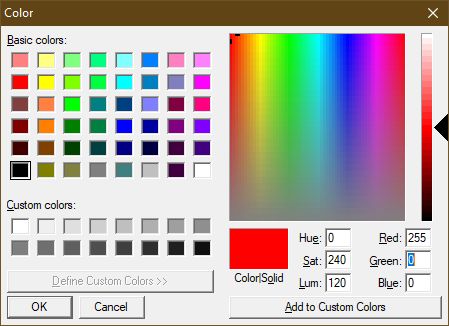 Color
Basic colors:
Custom colors:
Define Custom Colors >>
OK Cancel
Color|Solid
Hue: 0 Red: 255
Sat: 240 Green: 0
Lum: 120 Blue: 0
Add to Custom Colors